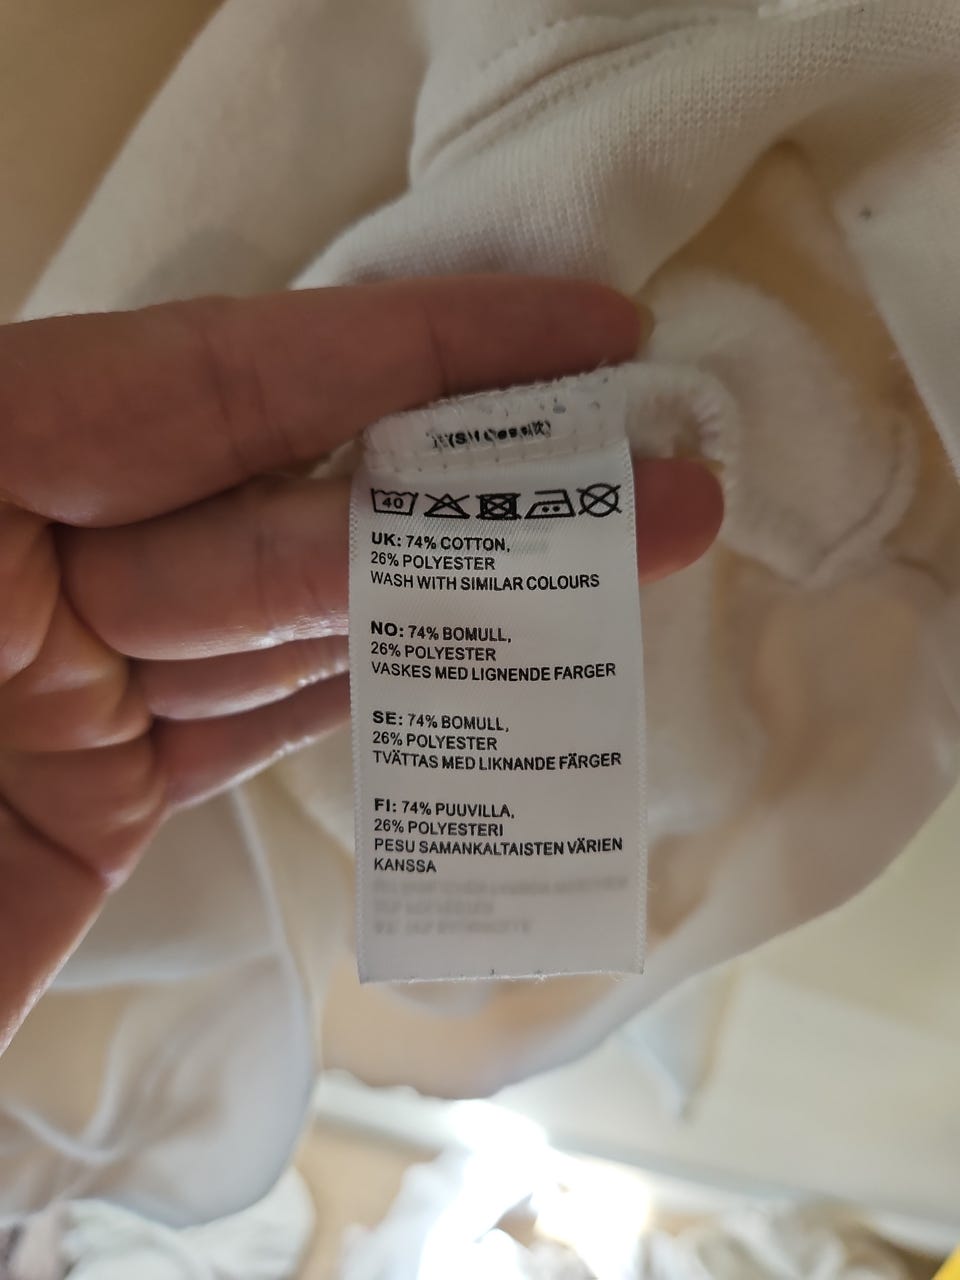 40
UK: 74% COTTON,
26% POLYESTER
WASH WITH SIMILAR COLOURS
NO: 74% BOMULL,
26% POLYESTER
VASKES MED LIGNENDE FARGER
SE: 74% BOMULL,
26% POLYESTER
TVÄTTAS MED LIKNANDE FÄRGER
FI: 74% PUUVILLA,
26% POLYESTERI
PESU SAMANKALTAISTEN VÄRIEN
KANSSA